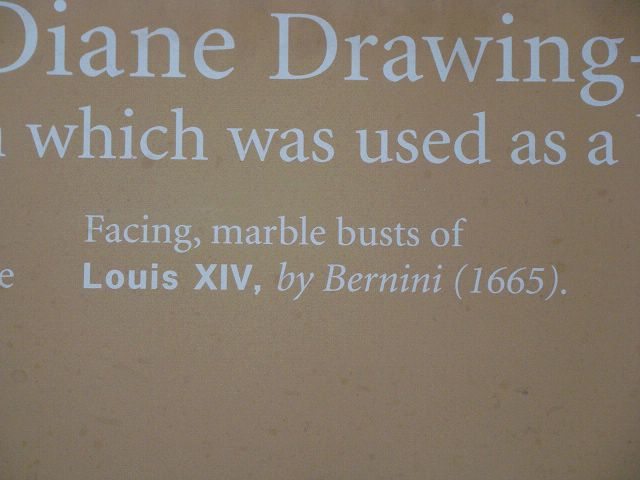 Diane Drawing-
which was used as a
Facing, marble busts of
Louis XIV, by Bernini (1665).